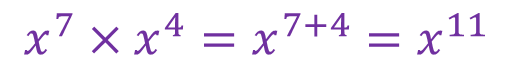 x⁷ × x⁴ = x⁷⁺⁴ = x¹¹